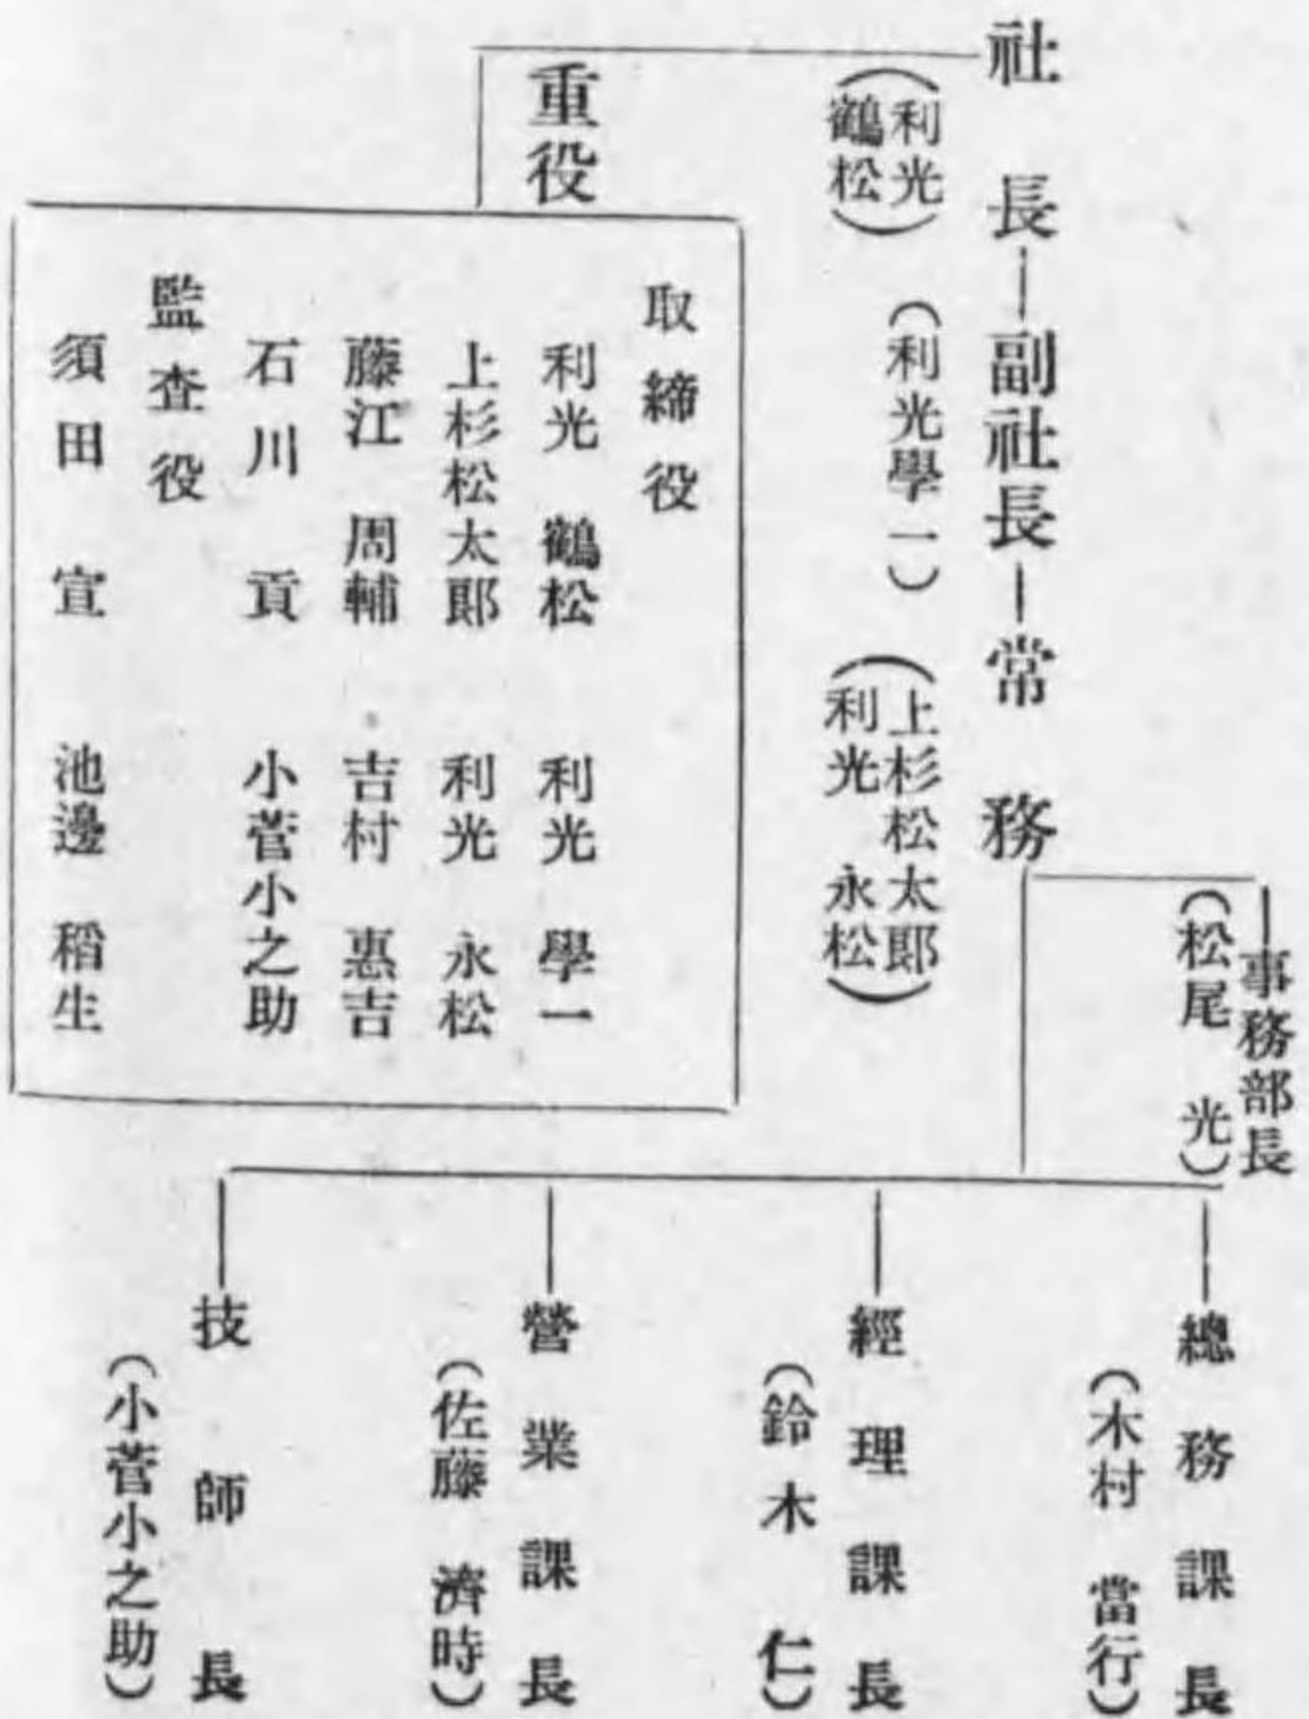 社長―副社長―常務
(利光
鶴松)
(利光學一)
(上杉松太郎
利光 永松)
事務部長
(松尾 光)
重役
取締役
利光 鶴松 利光 學一
上杉松太郎 利光 永松
藤江 周輔 吉村 惠吉
石川 貢 小菅小之助
監査役
須田 宣 池邊 稻生
總務課長
(木村 當行)
經理課長
(鈴木 仁)
營業課長
(佐藤 濟時)
技師長
(小菅小之助)